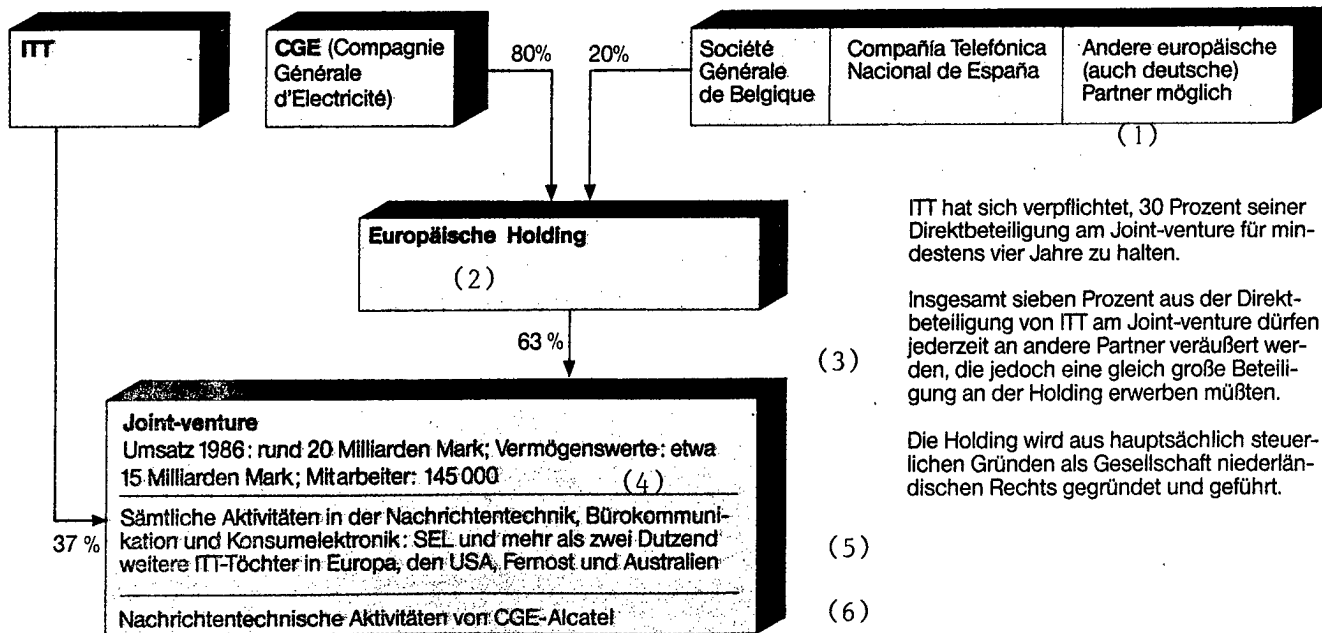 ITT
CGE (Compagnie
Générale
d'Electricité)
80%
20%
Société
Générale
de Belgique
Compañía Telefónica
Nacional de España
Andere europäische
(auch deutsche)
Partner möglich
(1)
Europäische Holding
(2)
63 %
(3)
ITT hat sich verpflichtet, 30 Prozent seiner
Direktbeteiligung am Joint-venture für min-
destens vier Jahre zu halten.
Insgesamt sieben Prozent aus der Direkt-
beteiligung von ITT am Joint-venture dürfen
jederzeit an andere Partner veräußert wer-
den, die jedoch eine gleich große Beteili-
gung an der Holding erwerben müßten.
Die Holding wird aus hauptsächlich steuer-
lichen Gründen als Gesellschaft niederlän-
dischen Rechts gegründet und geführt.
Joint-venture
Umsatz 1986: rund 20 Milliarden Mark; Vermögenswerte: etwa
15 Milliarden Mark; Mitarbeiter: 145 000
(4)
37 %
Sämtliche Aktivitäten in der Nachrichtentechnik, Bürokommuni-
kation und Konsumelektronik: SEL und mehr als zwei Dutzend
weitere ITT-Töchter in Europa, den USA, Fernost und Australien
(5)
Nachrichtentechnische Aktivitäten von CGE-Alcatel
(6)